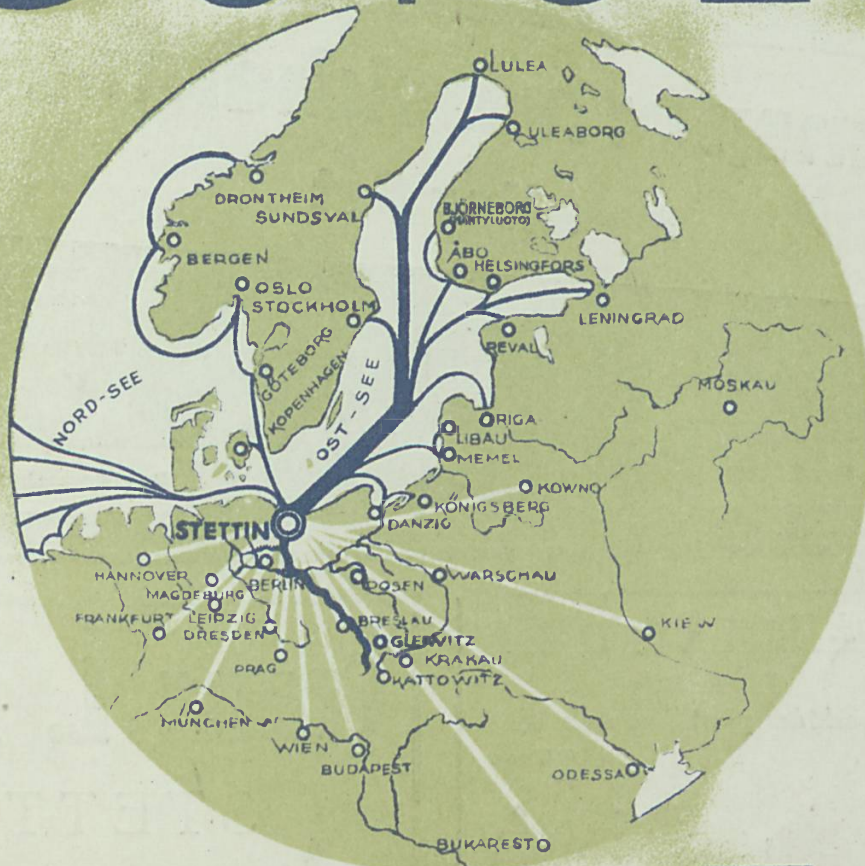 LULEA
ULEABORG
DRONTHEIM
SUNDSVAL
BJÖRNEBORG
(MÄNTYLUOTO)
BERGEN
ÅBO
HELSINGFORS
OSLO
STOCKHOLM
LENINGRAD
REVAL
GÖTEBORG
KOPENHAGEN
NORD-SEE
OST-SEE
MOSKAU
RIGA
LIBAU
MEMEL
KOWNO
KÖNIGSBERG
DANZIG
STETTIN
HANNOVER
MAGDEBURG
BERLIN
POSEN
WARSCHAU
FRANKFURT
LEIPZIG
DRESDEN
BRESLAU
GLEIWITZ
KIEW
PRAG
KRAKAU
KATTOWITZ
MÜNCHEN
WIEN
BUDAPEST
ODESSA
BUKAREST